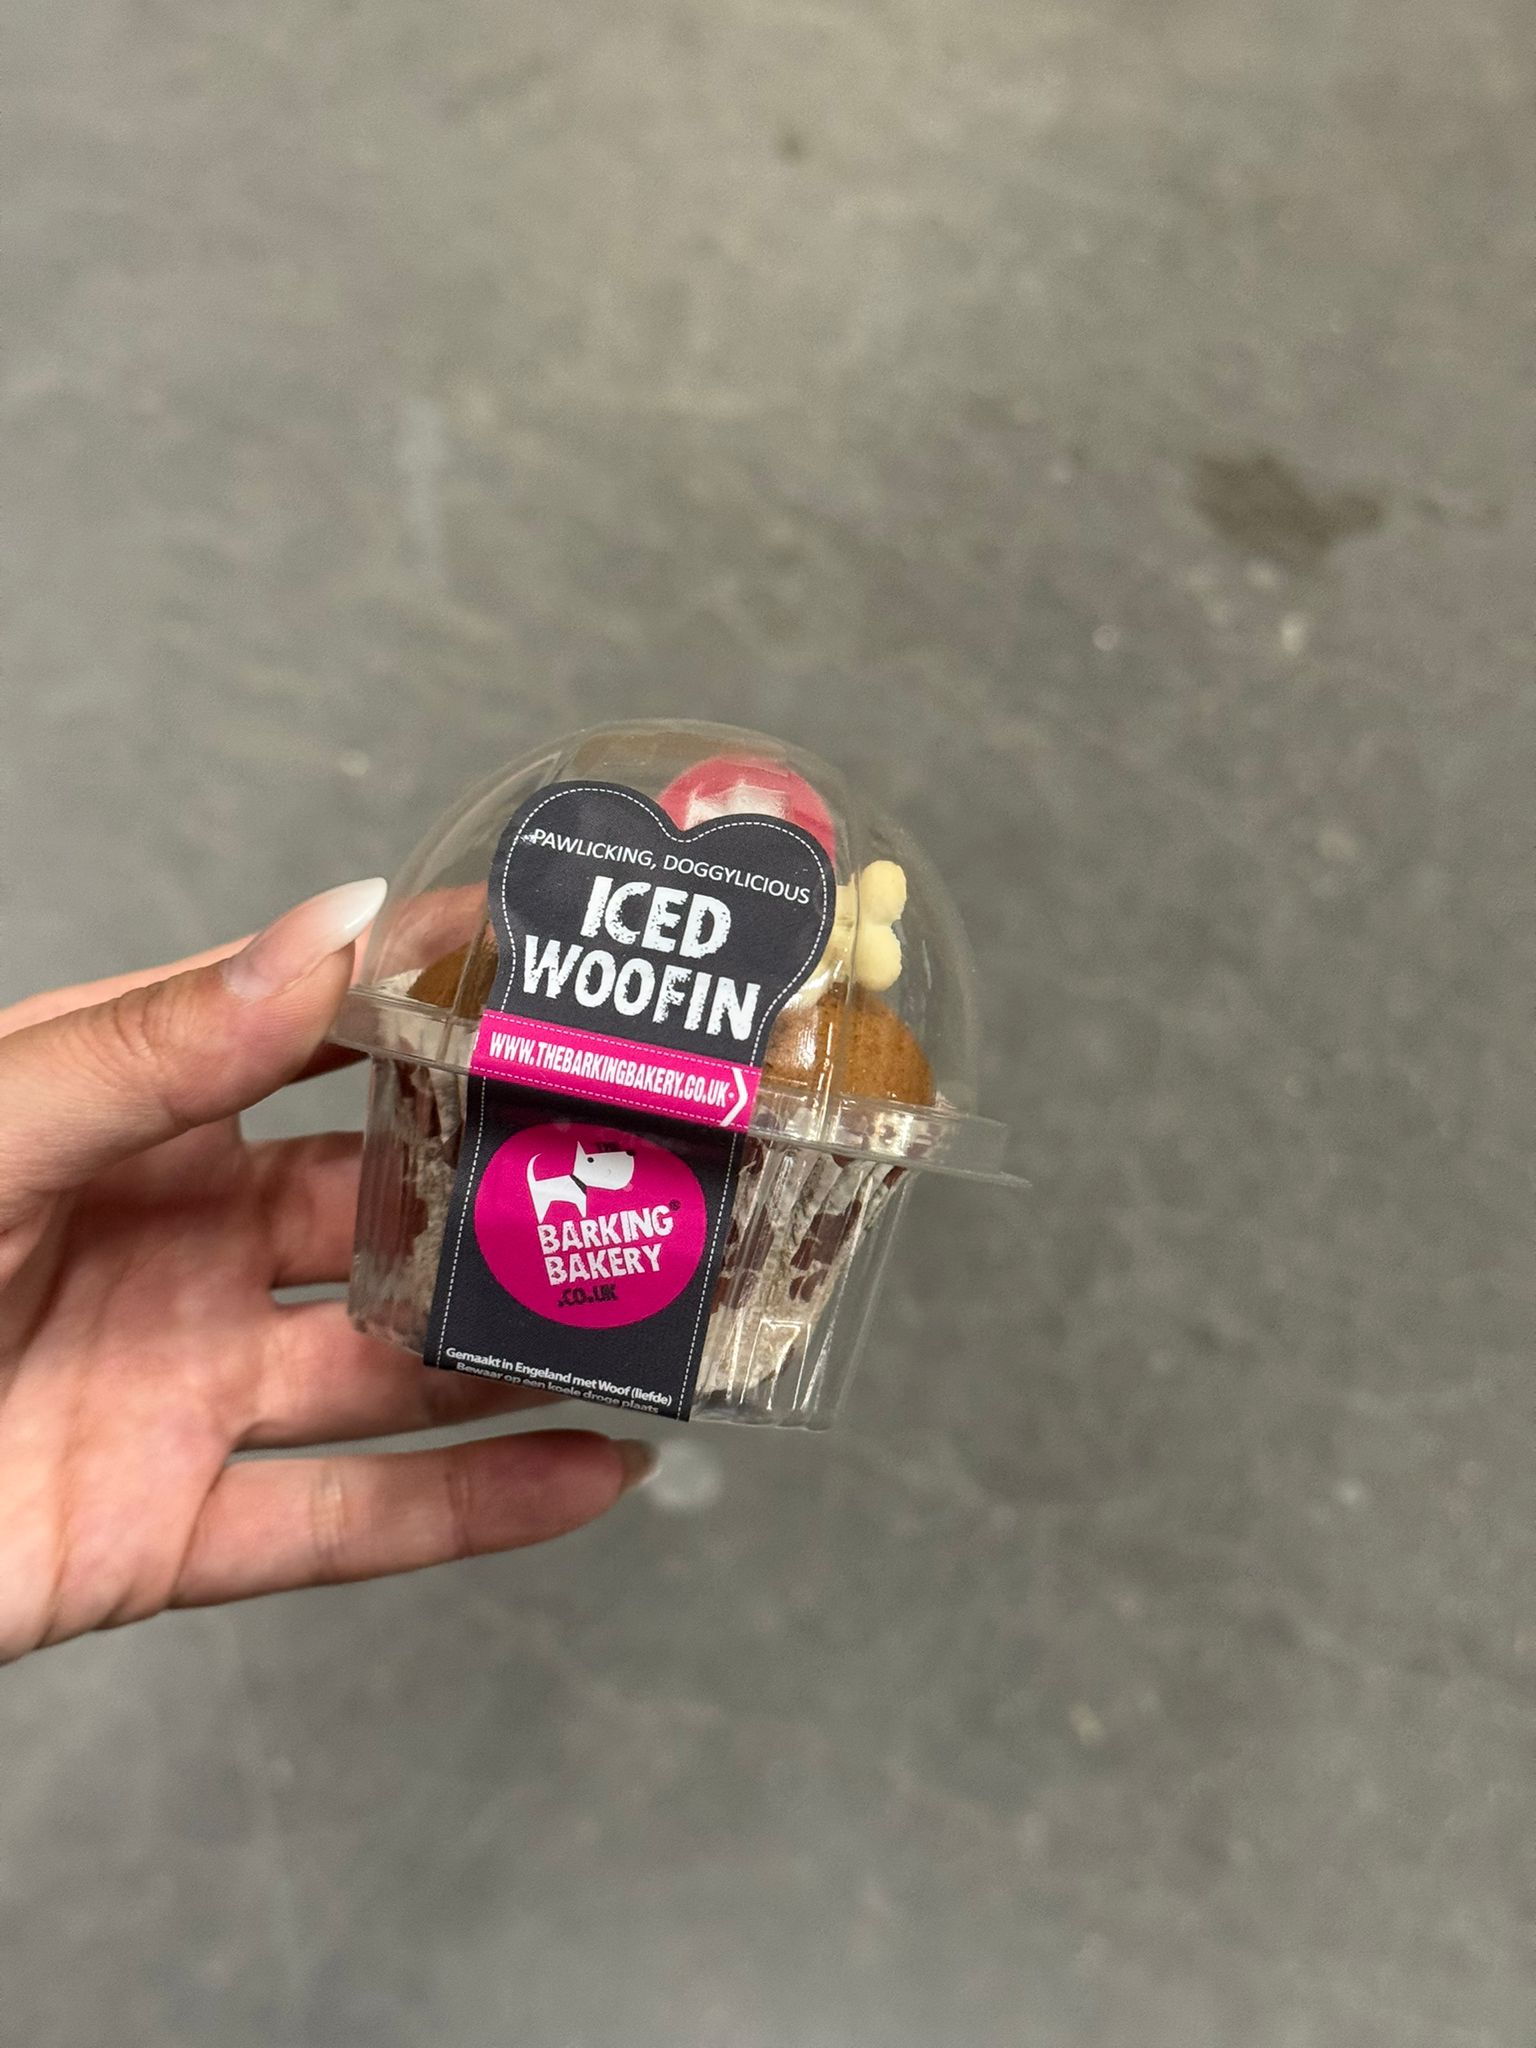 PAWLICKING, DOGGYLICIOUS
ICED
WOOFIN
WWW.THEBARKINGBAKERY.CO.UK
BARKING®
BAKERY
.CO.UK
Gemaakt in Engeland met Woof (liefde)
Bewaar op een koele droge plaats